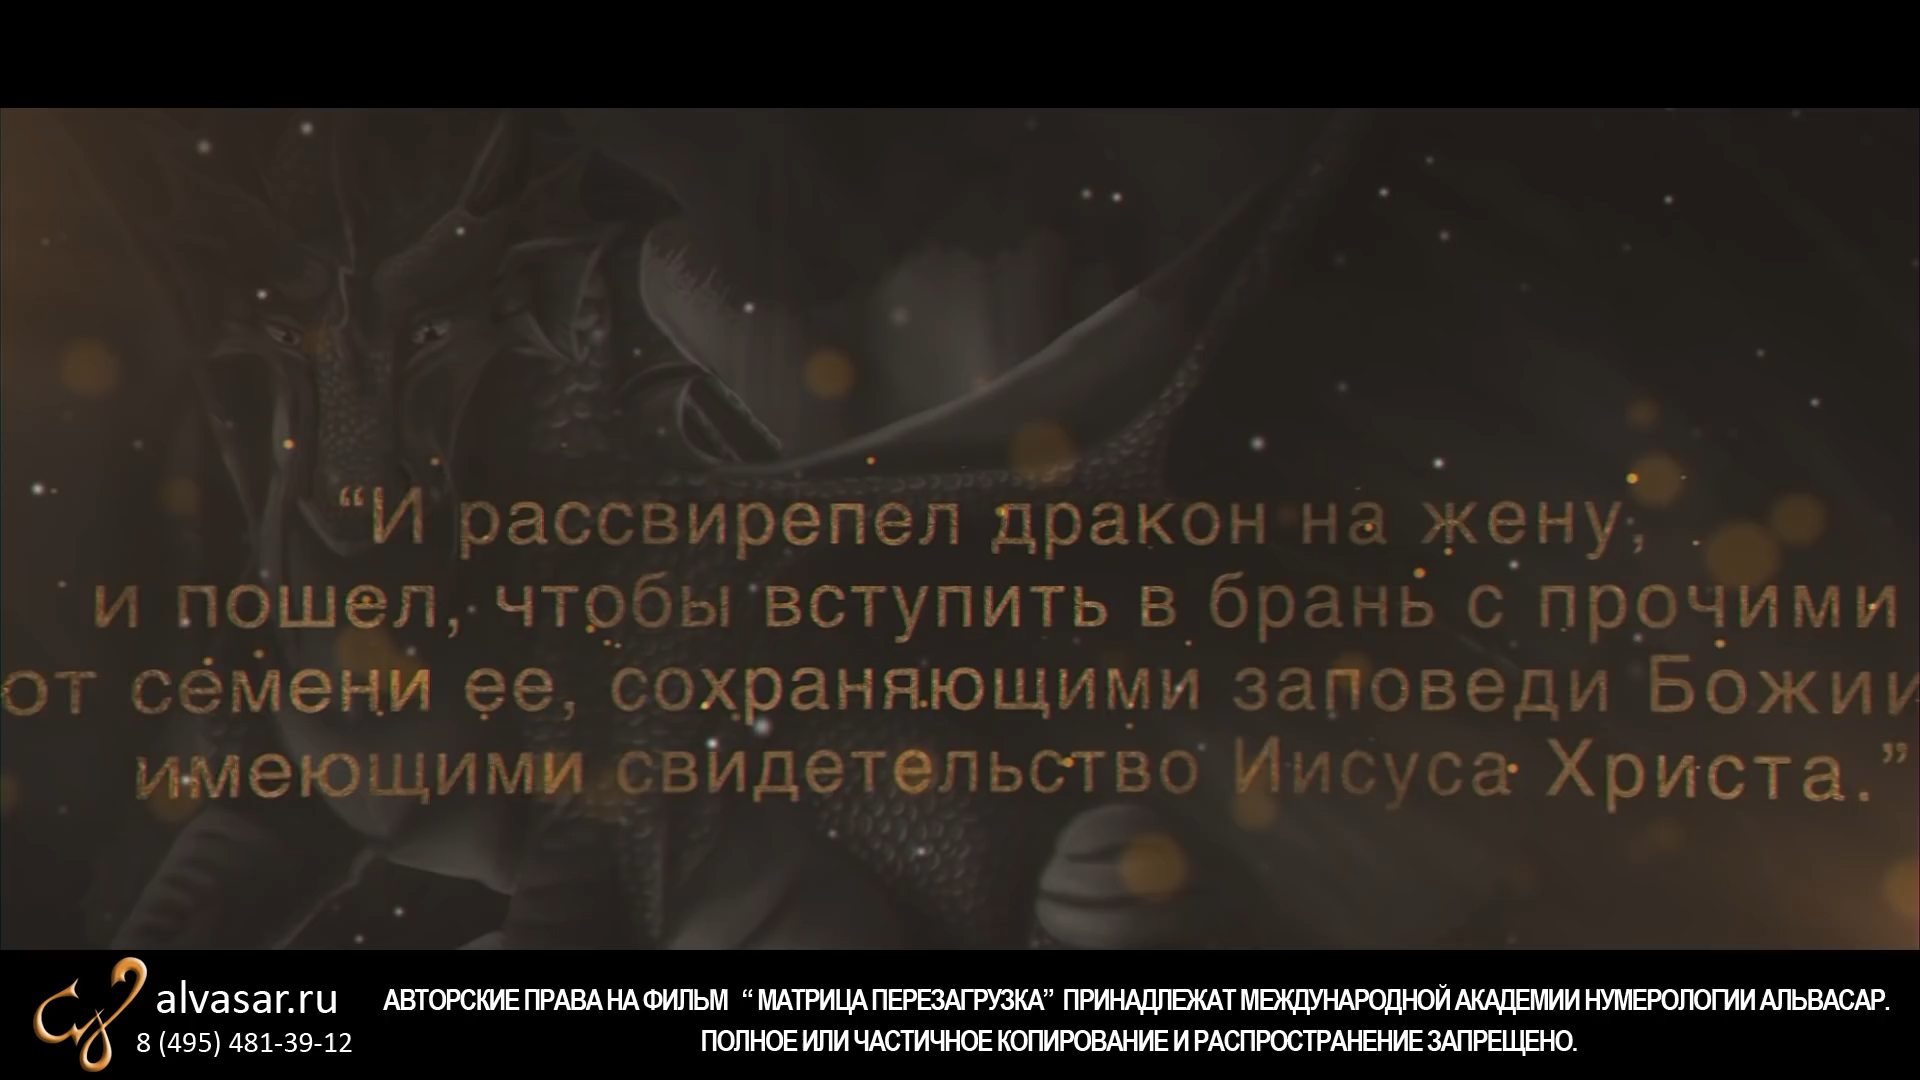 “И рассвирепел дракон на жену,
и пошел, чтобы вступить в брань с прочими
от семени ее, сохраняющими заповеди Божии
имеющими свидетельство Иисуса Христа.”
alvasar.ru
8 (495) 481-39-12
АВТОРСКИЕ ПРАВА НА ФИЛЬМ “ МАТРИЦА ПЕРЕЗАГРУЗКА” ПРИНАДЛЕЖАТ МЕЖДУНАРОДНОЙ АКАДЕМИИ НУМЕРОЛОГИИ АЛЬВАСАР.
ПОЛНОЕ ИЛИ ЧАСТИЧНОЕ КОПИРОВАНИЕ И РАСПРОСТРАНЕНИЕ ЗАПРЕЩЕНО.